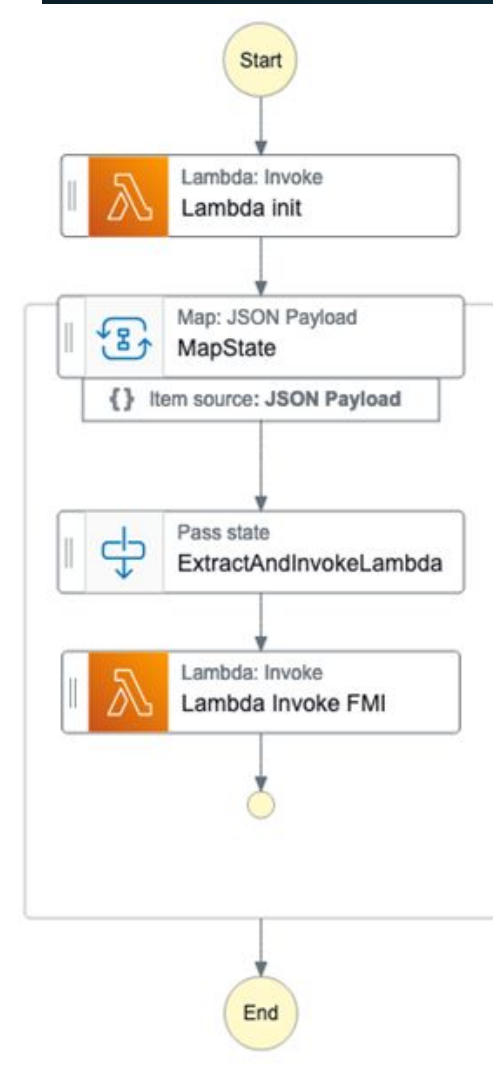 Start
Lambda: Invoke
Lambda init
Map: JSON Payload
MapState
{} Item source: JSON Payload
Pass state
ExtractAndInvokeLambda
Lambda: Invoke
Lambda Invoke FMI
End